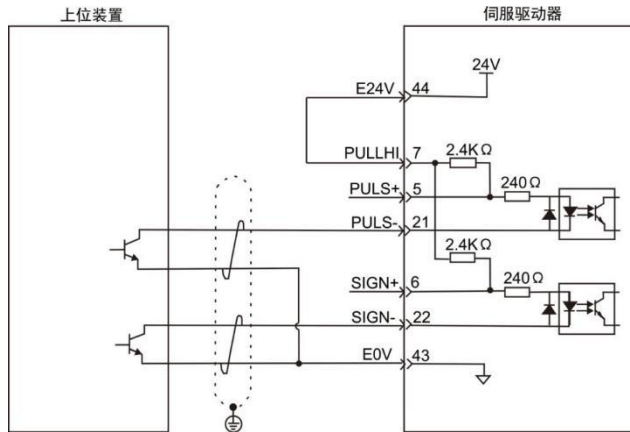 上位装置
伺服驱动器
24V
E24V 44
PULLHI 7 2.4KΩ
PULS+ 5 240Ω
PULS- 21
2.4KΩ
SIGN+ 6 240Ω
SIGN- 22
E0V 43